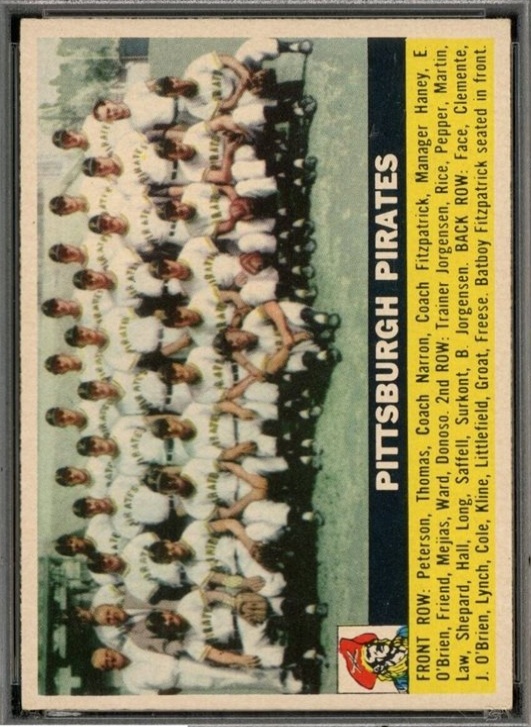 PITTSBURGH PIRATES
FRONT ROW: Peterson, Thomas, Coach Narron, Coach Fitzpatrick, Manager Haney, E.
O'Brien, Friend, Mejias, Ward, Donoso. 2nd ROW: Trainer Jorgensen, Rice, Pepper, Martin,
Law, Shepard, Hall, Long, Saffell, Surkont, B. Jorgensen. BACK ROW: Face, Clemente,
J. O'Brien, Lynch, Cole, Kline, Littlefield, Groat, Freese. Batboy Fitzpatrick seated in front.